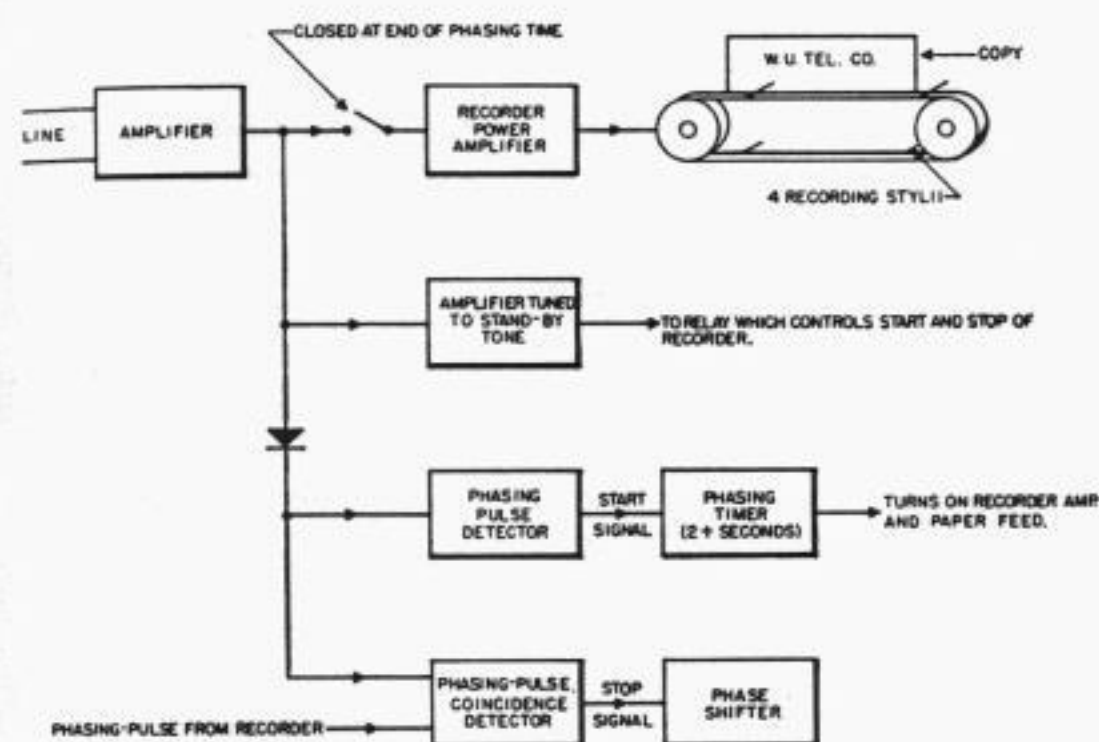 CLOSED AT END OF PHASING TIME
W. U. TEL. CO.
COPY
LINE
AMPLIFIER
RECORDER
POWER
AMPLIFIER
4 RECORDING STYLII
AMPLIFIER TUNED
TO STAND-BY
TONE
TO RELAY WHICH CONTROLS START AND STOP OF
RECORDER.
PHASING
PULSE
DETECTOR
START
SIGNAL
PHASING
TIMER
(2+ SECONDS)
TURNS ON RECORDER AMP.
AND PAPER FEED.
PHASING-PULSE,
COINCIDENCE
DETECTOR
STOP
SIGNAL
PHASE
SHIFTER
PHASING-PULSE FROM RECORDER